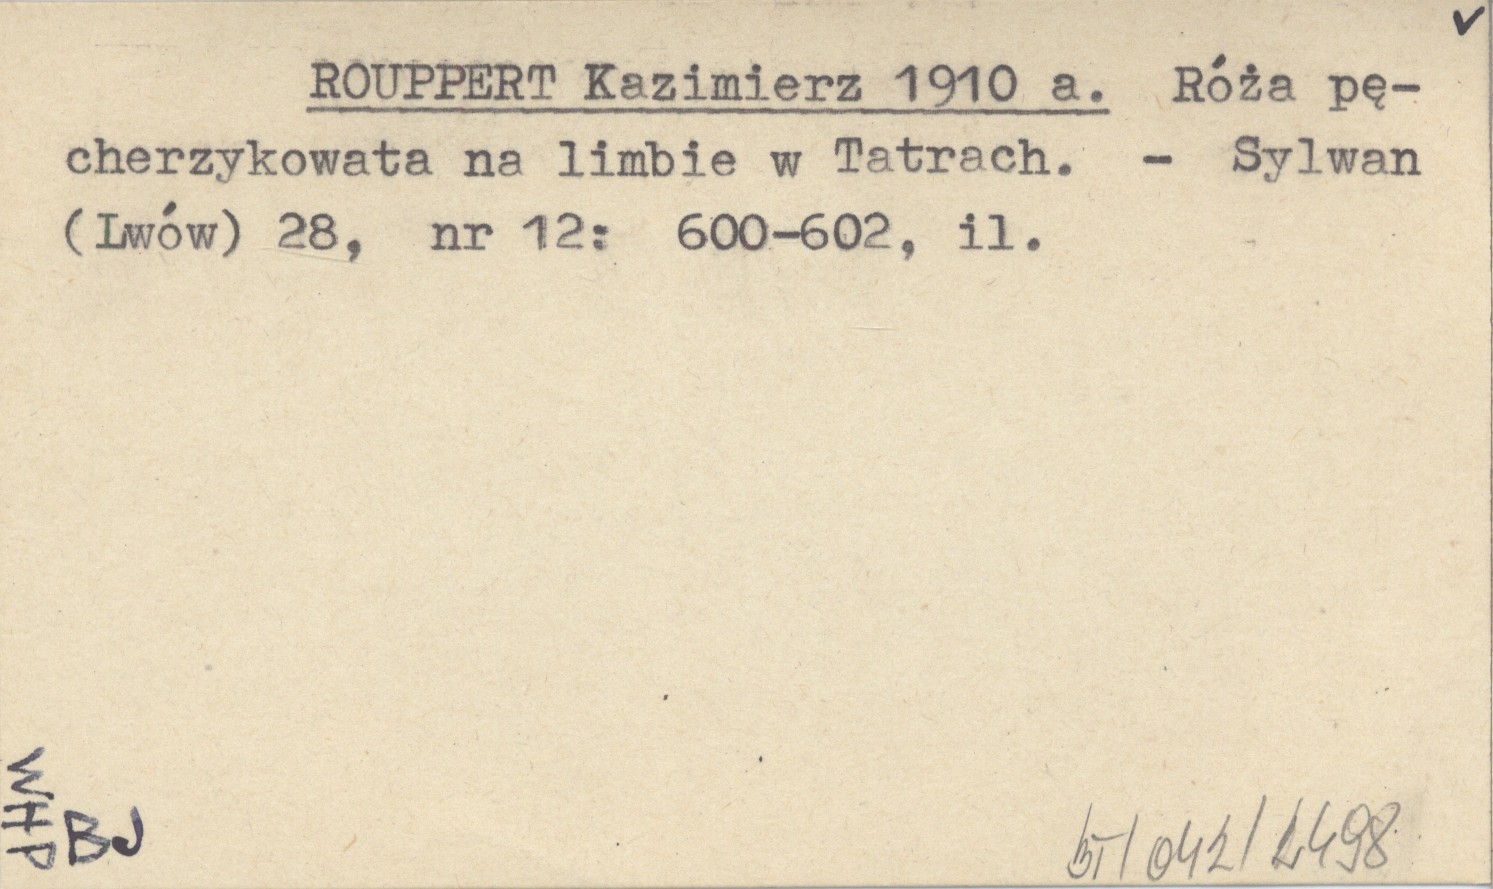 ROUPPERT Kazimierz 1910 a. Róża pę-
cherzykowata na limbie w Tatrach. - Sylwan
(Lwów) 28, nr 12: 600-602, il.
WHP
BJ
BT/042/2498